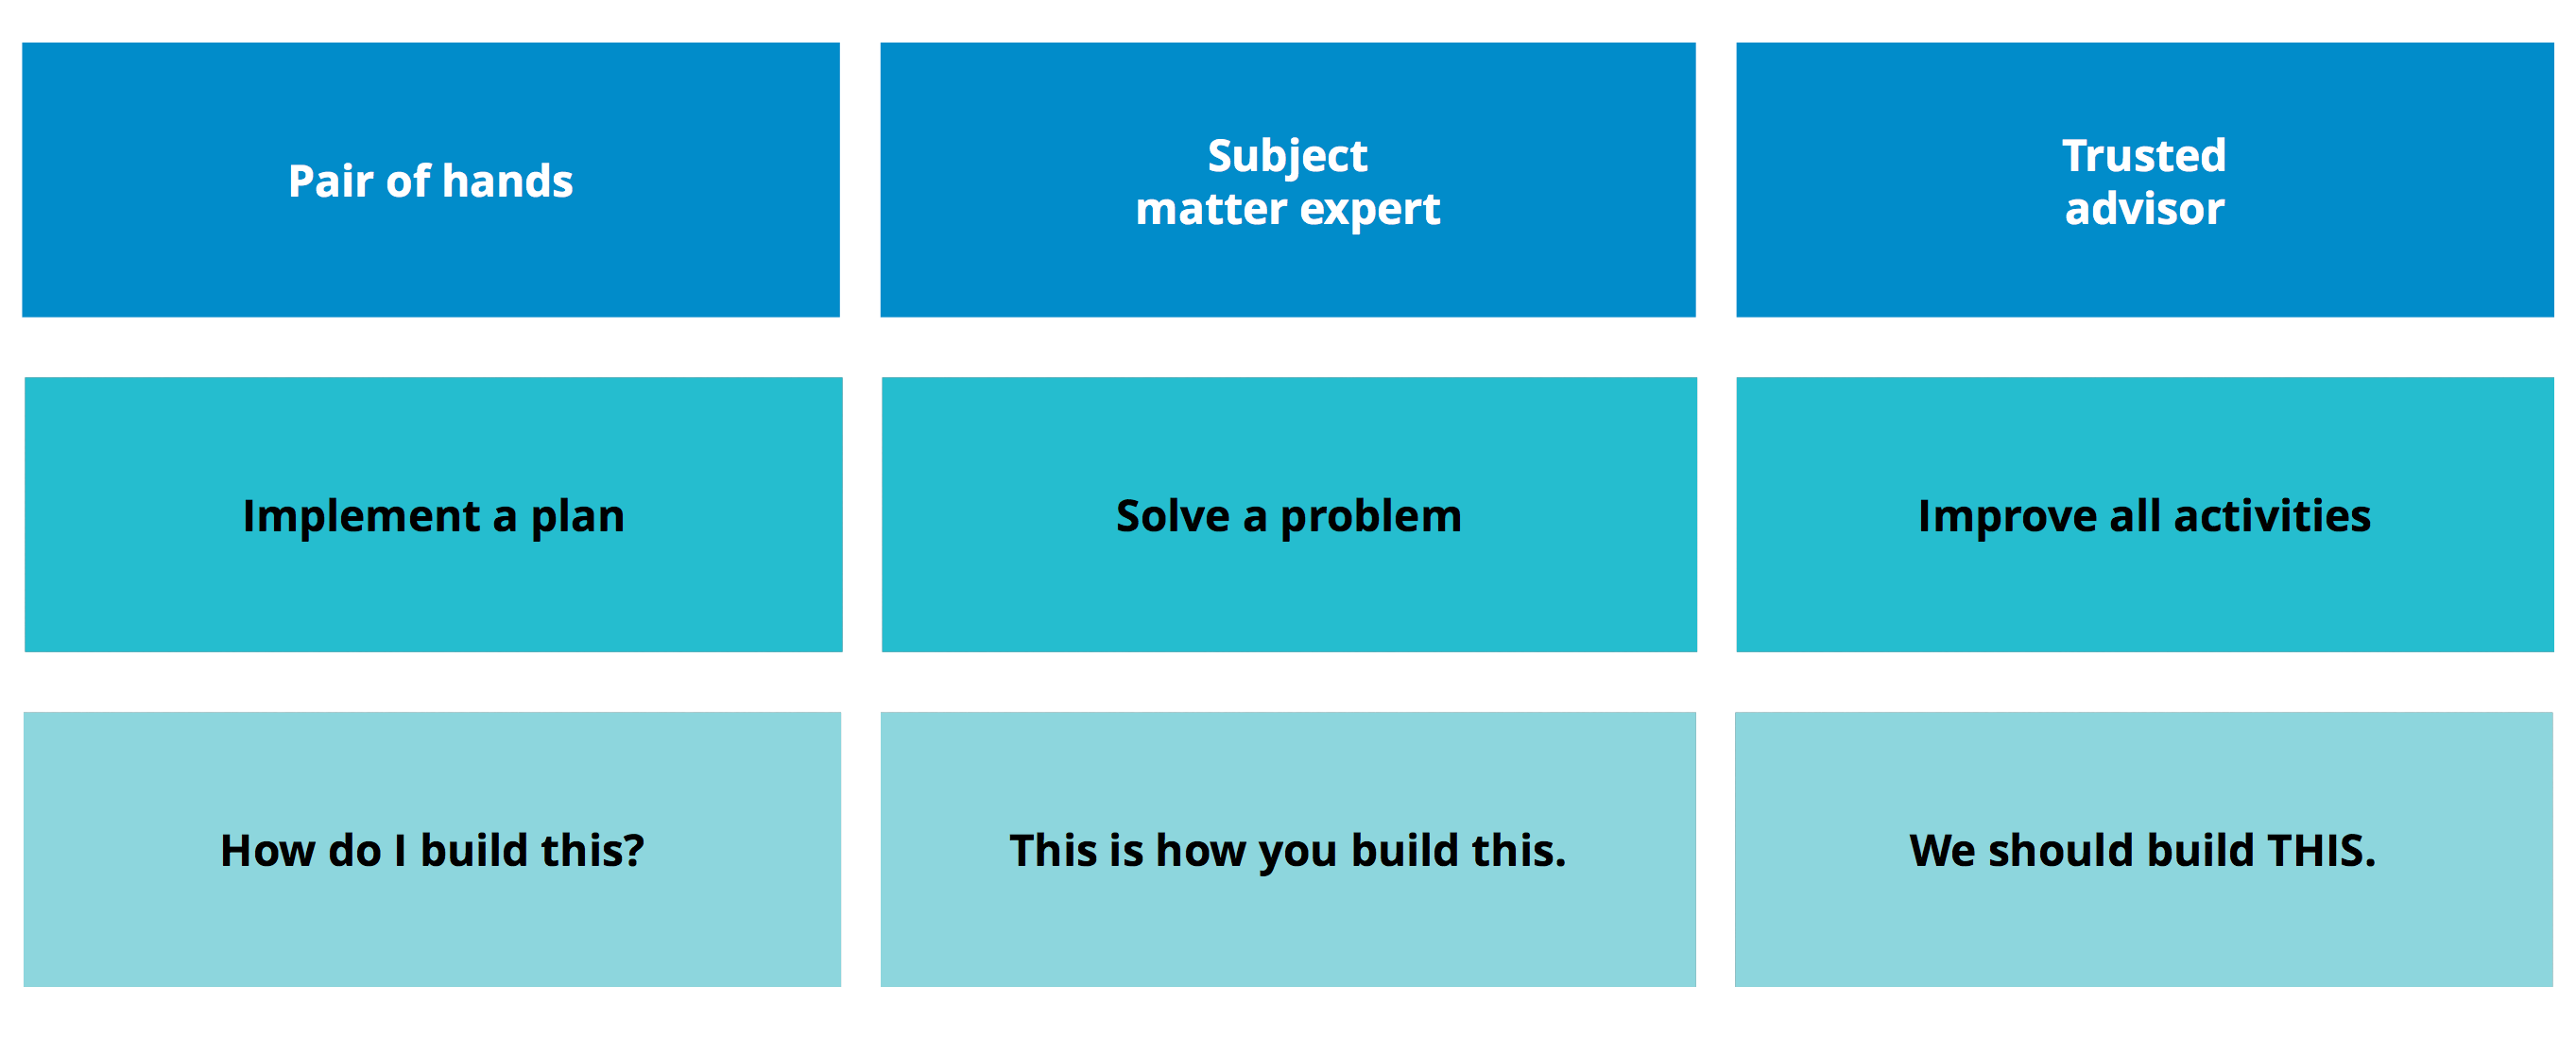 Pair of hands
Subject
matter expert
Trusted
advisor
Implement a plan
Solve a problem
Improve all activities
How do I build this?
This is how you build this.
We should build THIS.